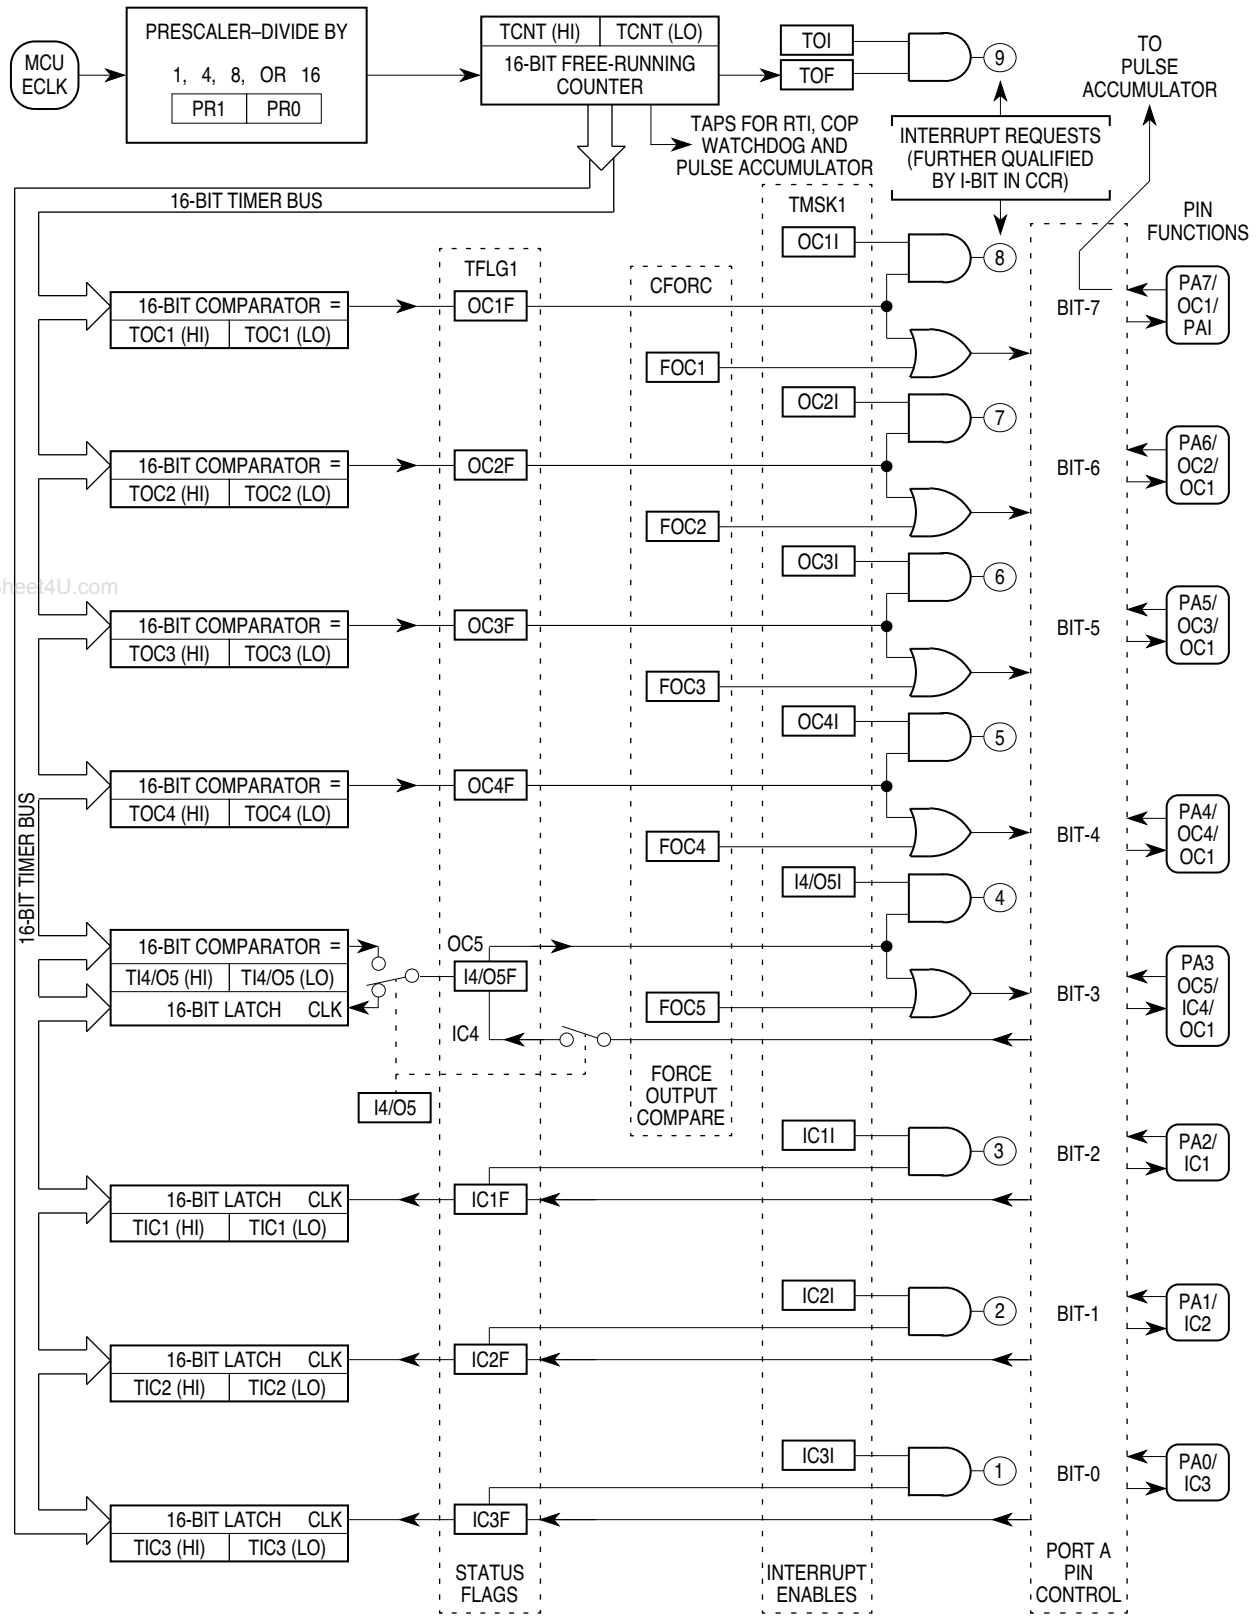 MCU
ECLK
PRESCALER–DIVIDE BY
1, 4, 8, OR 16
PR1 PR0
TCNT (HI) TCNT (LO)
16-BIT FREE-RUNNING
COUNTER
TOI
TOF
9
TO
PULSE
ACCUMULATOR
TAPS FOR RTI, COP
WATCHDOG AND
PULSE ACCUMULATOR
INTERRUPT REQUESTS
(FURTHER QUALIFIED
BY I-BIT IN CCR)
16-BIT TIMER BUS
TMSK1
PIN
FUNCTIONS
OC1I
8
TFLG1
CFORC
16-BIT COMPARATOR =
TOC1 (HI) TOC1 (LO)
OC1F
FOC1
BIT-7
PA7/
OC1/
PAI
OC2I
7
16-BIT COMPARATOR =
TOC2 (HI) TOC2 (LO)
OC2F
FOC2
BIT-6
PA6/
OC2/
OC1
OC3I
6
heet4U.com
16-BIT COMPARATOR =
TOC3 (HI) TOC3 (LO)
OC3F
FOC3
BIT-5
PA5/
OC3/
OC1
OC4I
5
16-BIT COMPARATOR =
TOC4 (HI) TOC4 (LO)
OC4F
FOC4
BIT-4
PA4/
OC4/
OC1
16-BIT TIMER BUS
I4/O5I
4
16-BIT COMPARATOR =
TI4/O5 (HI) TI4/O5 (LO)
16-BIT LATCH CLK
OC5
I4/O5F
IC4
FOC5
BIT-3
PA3
OC5/
IC4/
OC1
I4/O5
FORCE
OUTPUT
COMPARE
IC1I
3
BIT-2
PA2/
IC1
16-BIT LATCH CLK
TIC1 (HI) TIC1 (LO)
IC1F
IC2I
2
BIT-1
PA1/
IC2
16-BIT LATCH CLK
TIC2 (HI) TIC2 (LO)
IC2F
IC3I
1
BIT-0
PA0/
IC3
16-BIT LATCH CLK
TIC3 (HI) TIC3 (LO)
IC3F
STATUS
FLAGS
INTERRUPT
ENABLES
PORT A
PIN
CONTROL